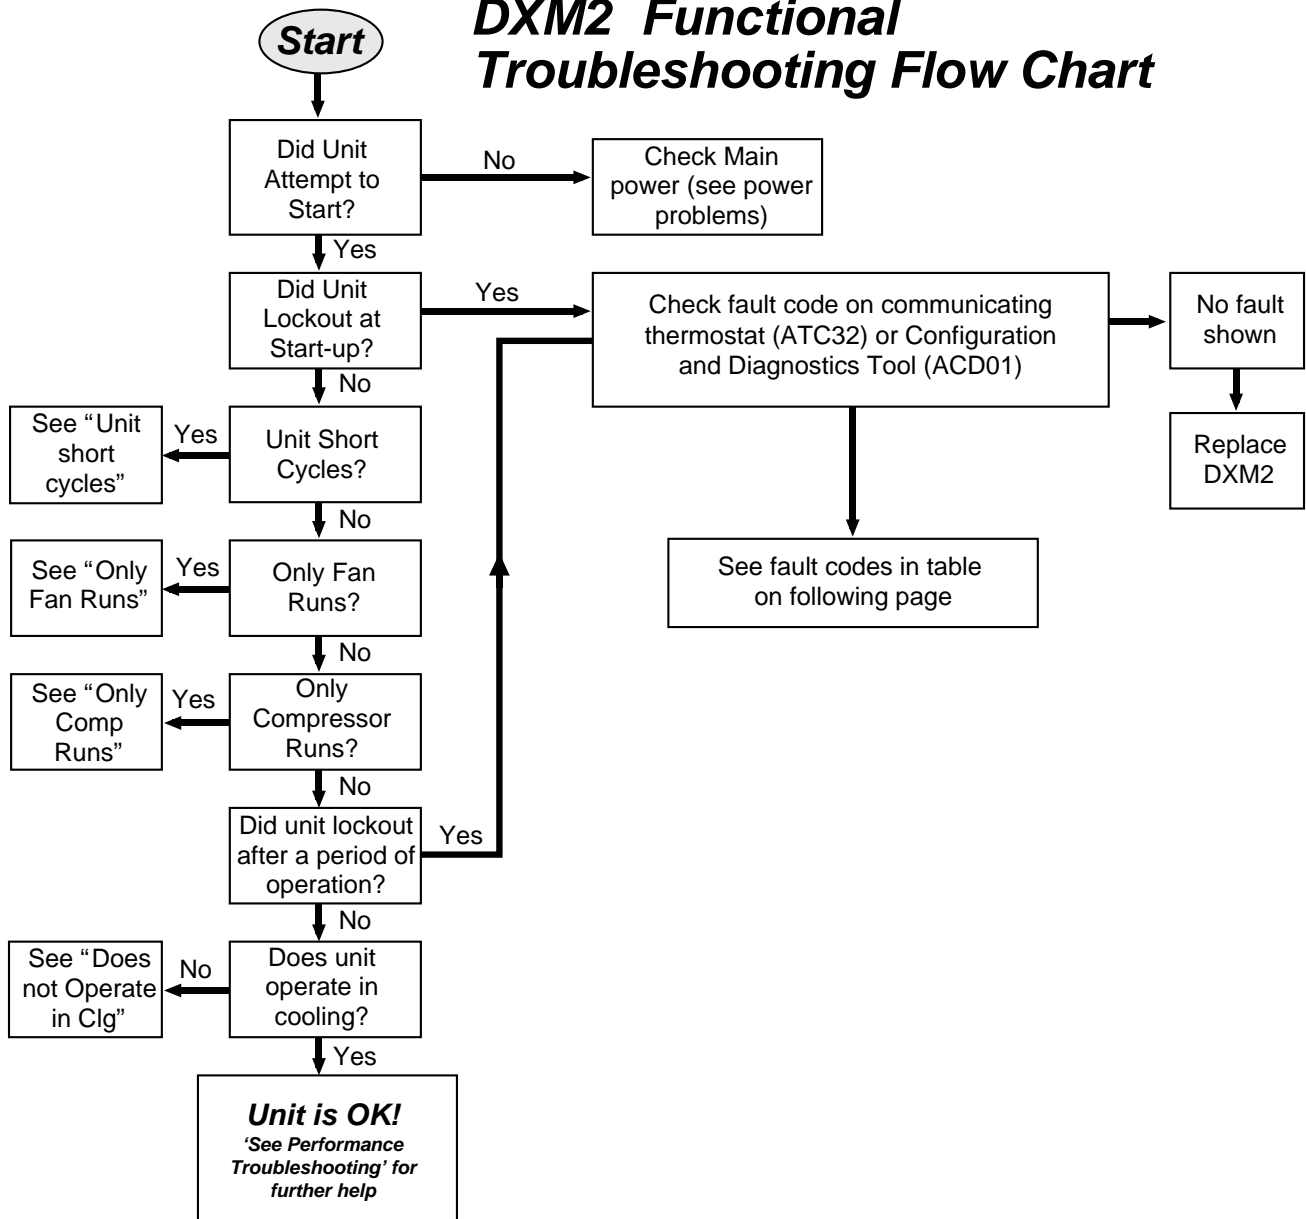 DXM2 Functional
Troubleshooting Flow Chart
Start
Did Unit
Attempt to
Start?
No
Check Main
power (see power
problems)
Yes
Did Unit
Lockout at
Start-up?
Yes
Check fault code on communicating
thermostat (ATC32) or Configuration
and Diagnostics Tool (ACD01)
No fault
shown
Replace
DXM2
See fault codes in table
on following page
No
Unit Short
Cycles?
Yes
See “Unit
short
cycles”
No
Only Fan
Runs?
Yes
See “Only
Fan Runs”
No
Only
Compressor
Runs?
Yes
See “Only
Comp
Runs”
No
Did unit lockout
after a period of
operation?
Yes
No
Does unit
operate in
cooling?
No
See “Does
not Operate
in Clg”
Yes
Unit is OK!
‘See Performance
Troubleshooting’ for
further help